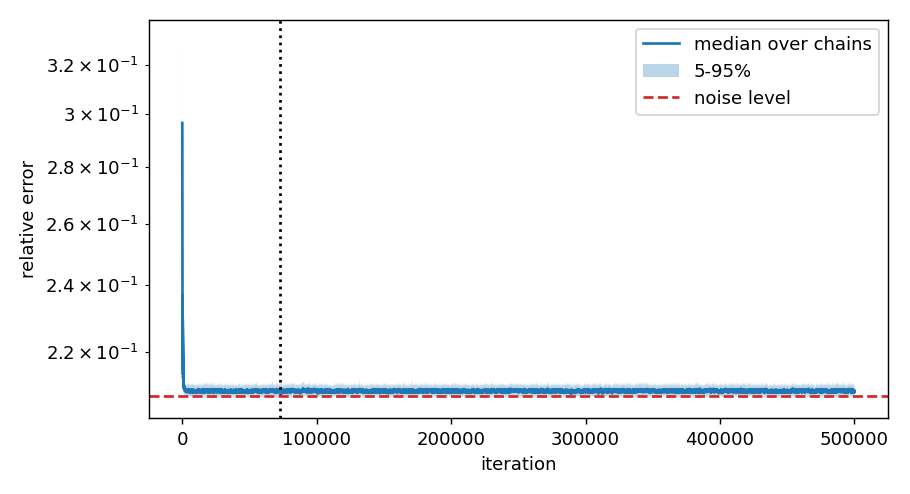 median over chains
5-95%
noise level
relative error
3.2 × 10⁻¹
3 × 10⁻¹
2.8 × 10⁻¹
2.6 × 10⁻¹
2.4 × 10⁻¹
2.2 × 10⁻¹
0 100000 200000 300000 400000 500000
iteration